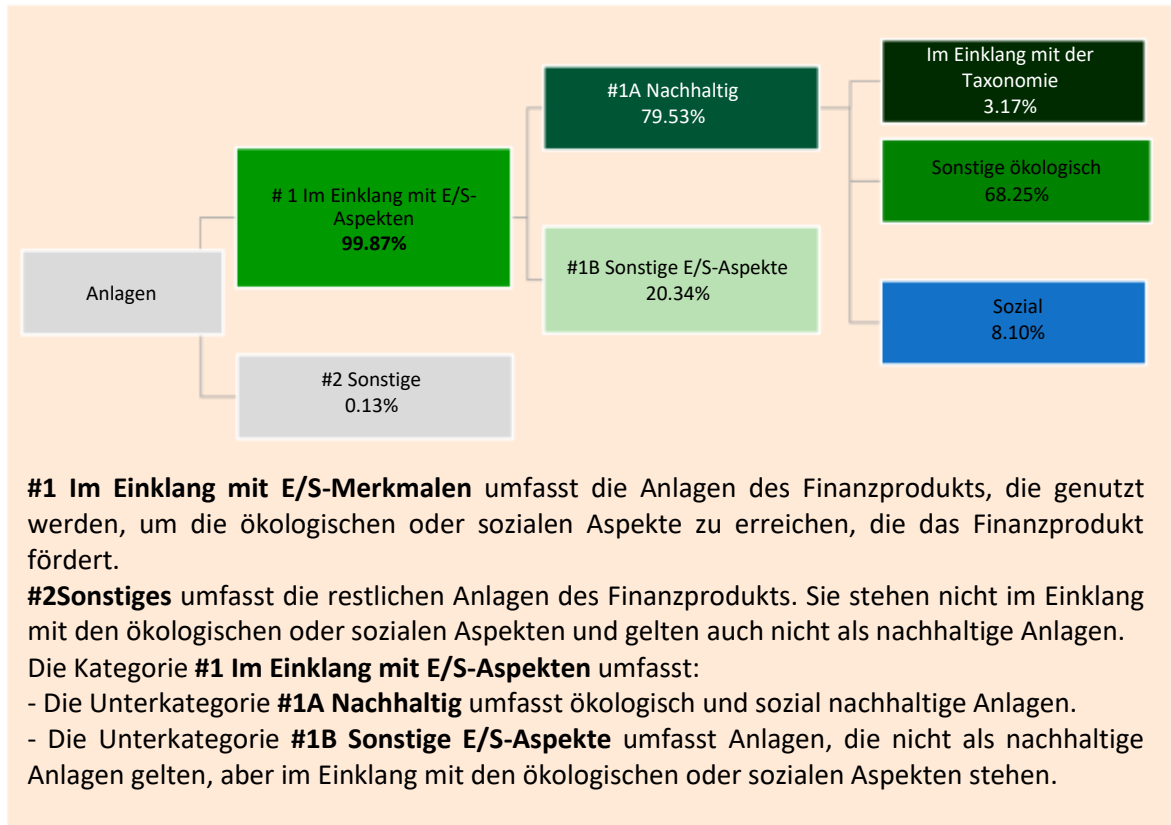 Im Einklang mit der
Taxonomie
3.17%
#1A Nachhaltig
79.53%
Sonstige ökologisch
68.25%
# 1 Im Einklang mit E/S-
Aspekten
99.87%
#1B Sonstige E/S-Aspekte
20.34%
Anlagen
Sozial
8.10%
#2 Sonstige
0.13%
#1 Im Einklang mit E/S-Merkmalen umfasst die Anlagen des Finanzprodukts, die genutzt
werden, um die ökologischen oder sozialen Aspekte zu erreichen, die das Finanzprodukt
fördert.
#2Sonstiges umfasst die restlichen Anlagen des Finanzprodukts. Sie stehen nicht im Einklang
mit den ökologischen oder sozialen Aspekten und gelten auch nicht als nachhaltige Anlagen.
Die Kategorie #1 Im Einklang mit E/S-Aspekten umfasst:
- Die Unterkategorie #1A Nachhaltig umfasst ökologisch und sozial nachhaltige Anlagen.
- Die Unterkategorie #1B Sonstige E/S-Aspekte umfasst Anlagen, die nicht als nachhaltige
Anlagen gelten, aber im Einklang mit den ökologischen oder sozialen Aspekten stehen.